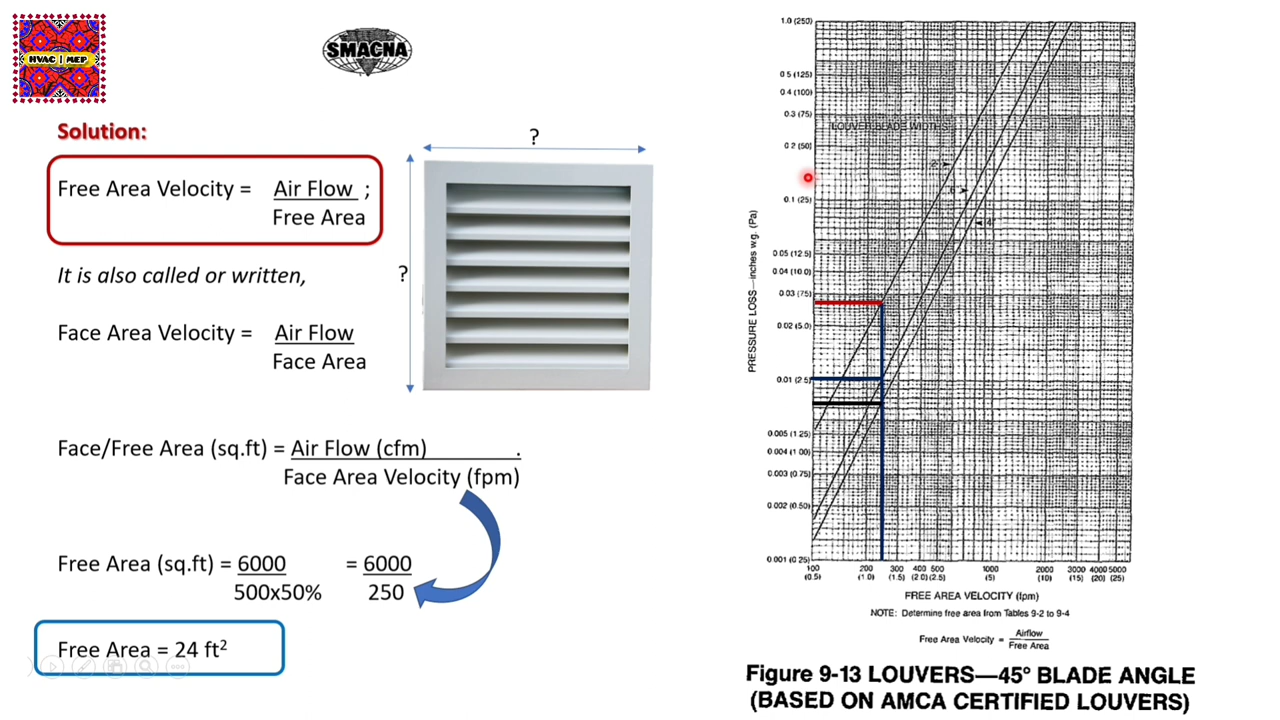 HVAC | MEP
SMACNA
Solution:
Free Area Velocity = Air Flow ;
Free Area
It is also called or written,
Face Area Velocity = Air Flow
Face Area
?
?
Face/Free Area (sq.ft) = Air Flow (cfm) .
Face Area Velocity (fpm)
Free Area (sq.ft) = 6000 = 6000
500x50% 250
Free Area = 24 ft²
1.0 (250)
0.5 (125)
0.4 (100)
0.3 (75)
LOUVER BLADE WIDTHS
0.2 (50)
2"
6"
0.1 (25)
4"
PRESSURE LOSS—inches w.g. (Pa)
0.05 (12.5)
0.04 (10.0)
0.03 (75)
0.02 (5.0)
0.01 (2.5)
0.005 (1.25)
0.004 (1.00)
0.003 (0.75)
0.002 (0.50)
0.001 (0.25)
100 200 300 400 500 1000 2000 3000 4000 5000
(0.5) (1.0) (1.5) (2.0) (2.5) (5) (10) (15) (20) (25)
FREE AREA VELOCITY (fpm)
NOTE: Determine free area from Tables 9-2 to 9-4
Free Area Velocity = Airflow
Free Area
Figure 9-13 LOUVERS—45° BLADE ANGLE
(BASED ON AMCA CERTIFIED LOUVERS)